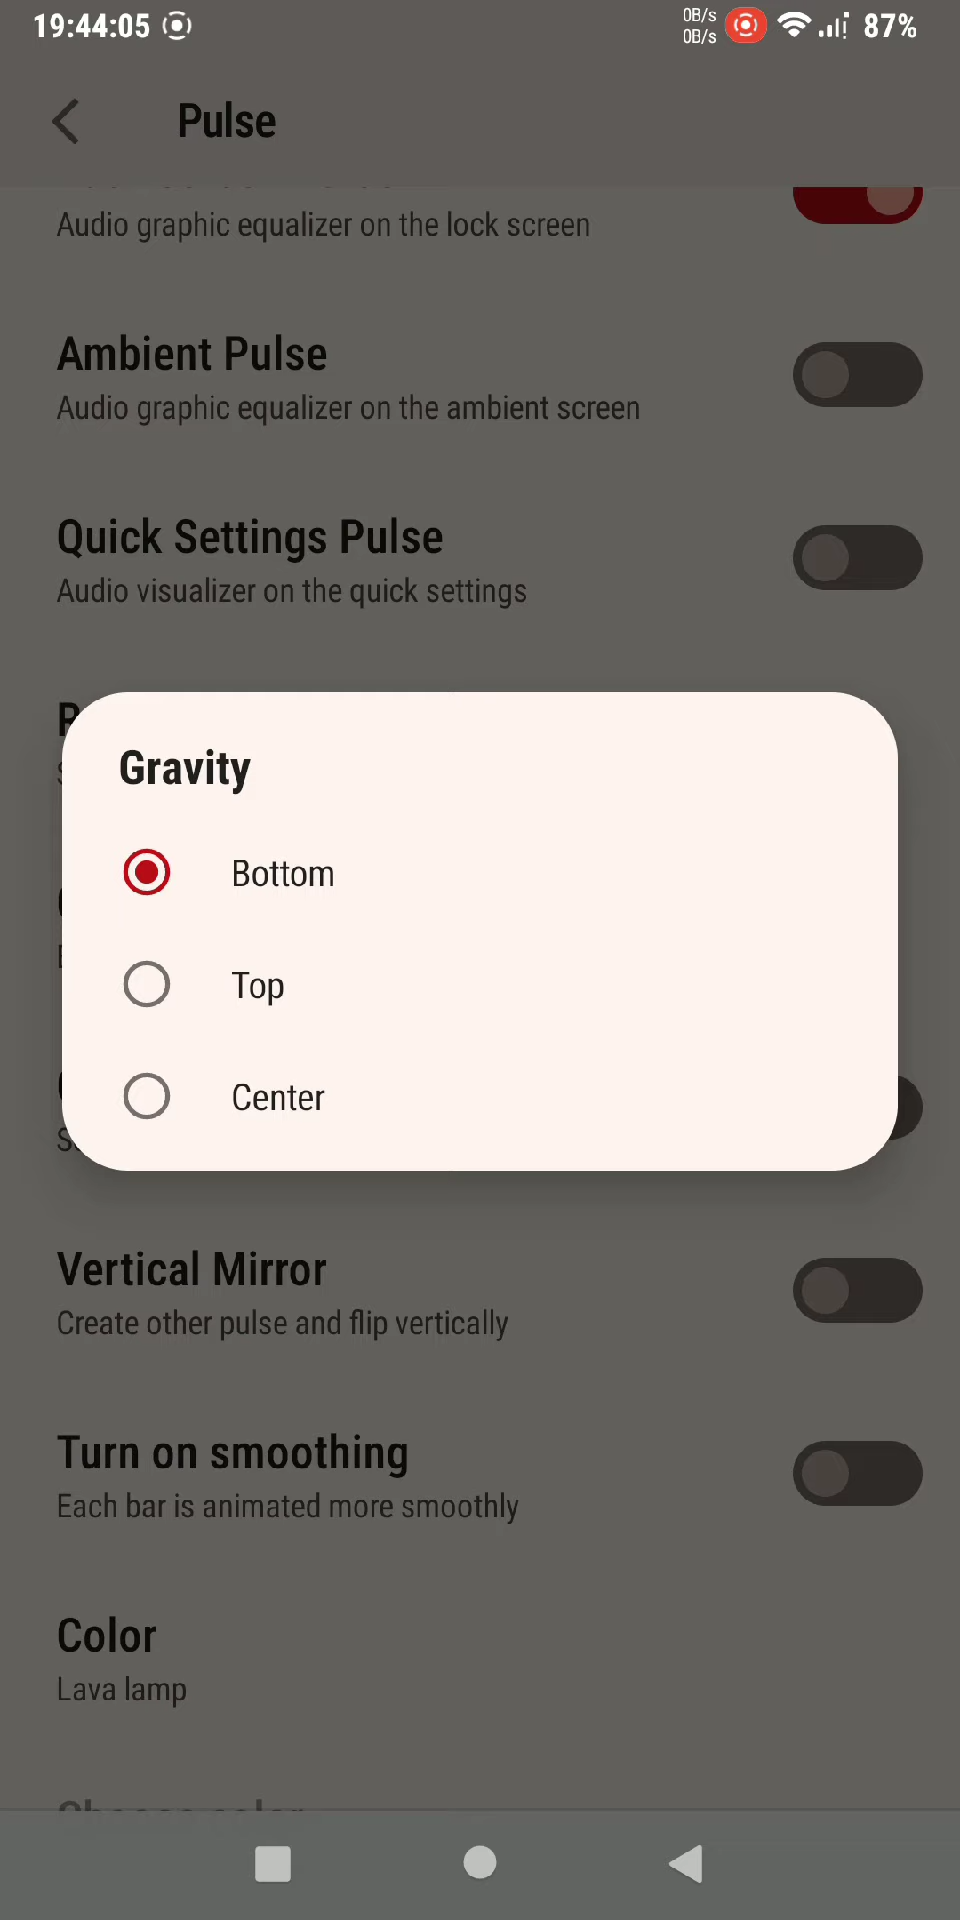 19:44:05
0B/s
0B/s
87%
Pulse
Audio graphic equalizer on the lock screen
Ambient Pulse
Audio graphic equalizer on the ambient screen
Quick Settings Pulse
Audio visualizer on the quick settings
Gravity
Bottom
Top
Center
Vertical Mirror
Create other pulse and flip vertically
Turn on smoothing
Each bar is animated more smoothly
Color
Lava lamp